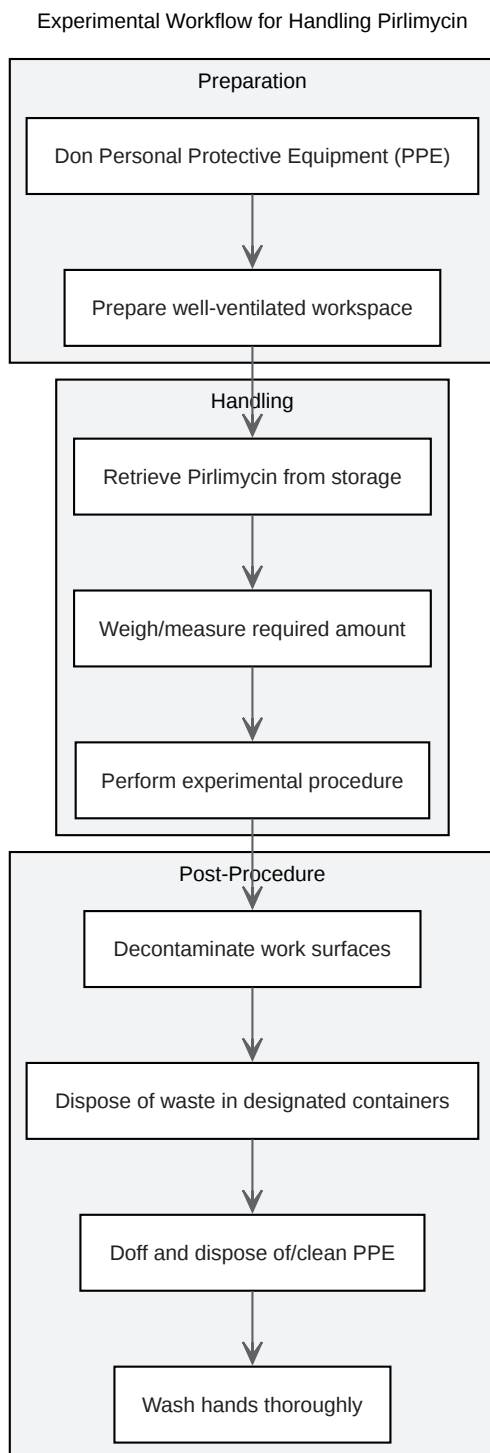 Experimental Workflow for Handling Pirlimycin
Preparation
Don Personal Protective Equipment (PPE)
Prepare well-ventilated workspace
Handling
Retrieve Pirlimycin from storage
Weigh/measure required amount
Perform experimental procedure
Post-Procedure
Decontaminate work surfaces
Dispose of waste in designated containers
Doff and dispose of/clean PPE
Wash hands thoroughly